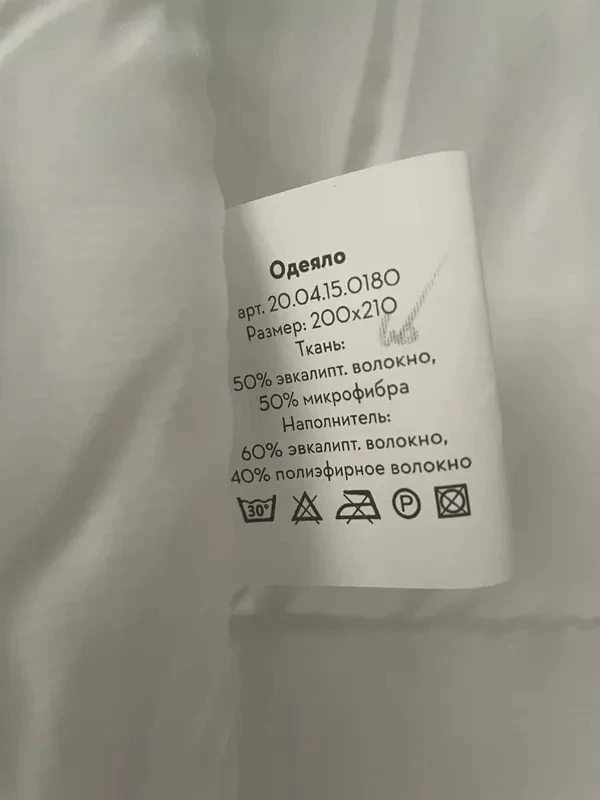 Одеяло
арт. 20.04.15.0180
Размер: 200x210
Ткань:
50% эвкалипт. волокно,
50% микрофибра
Наполнитель:
60% эвкалипт. волокно,
40% полиэфирное волокно
30° P